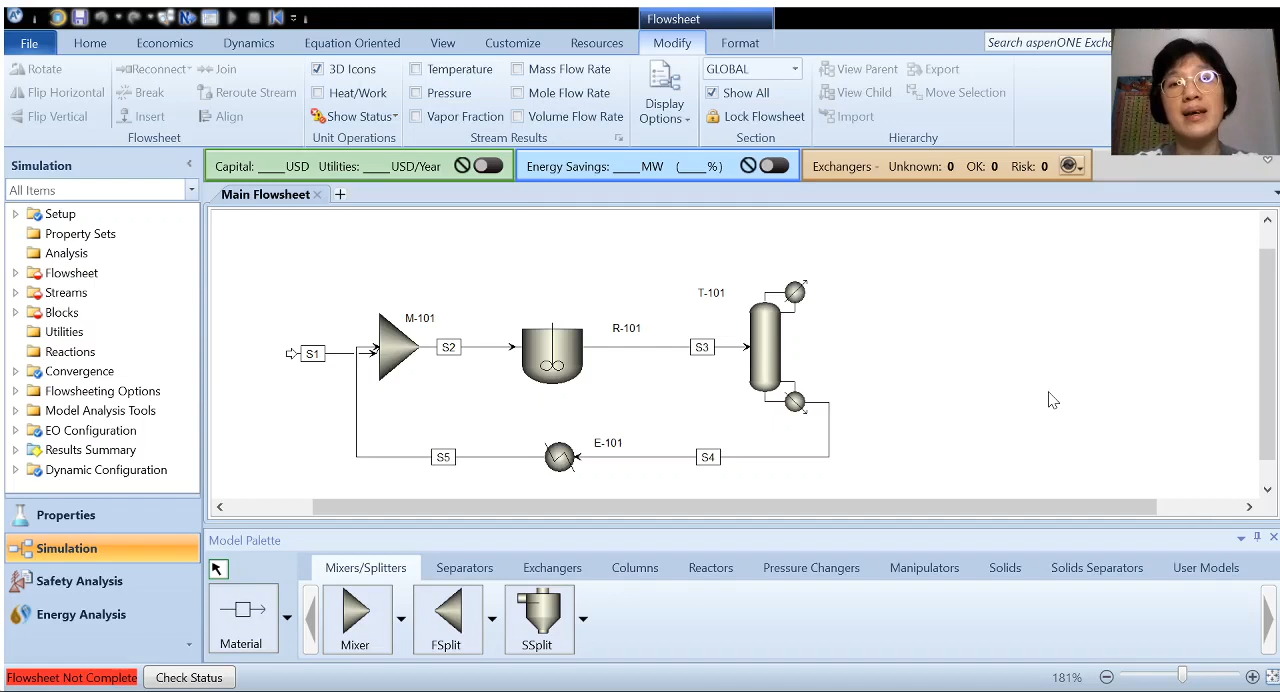 Flowsheet
File Home Economics Dynamics Equation Oriented View Customize Resources Modify Format Search aspenONE Excha
Rotate Reconnect Join 3D Icons Temperature Mass Flow Rate GLOBAL View Parent Export
Flip Horizontal Break Reroute Stream Heat/Work Pressure Mole Flow Rate Show All View Child Move Selection
Flip Vertical Insert Align Show Status Vapor Fraction Volume Flow Rate Display Options Lock Flowsheet Import
Flowsheet Unit Operations Stream Results Section Hierarchy
Simulation Capital: ____ USD Utilities: ____ USD/Year Energy Savings: ____ MW (____ %) Exchangers - Unknown: 0 OK: 0 Risk: 0
All Items
Main Flowsheet
Setup
Property Sets
Analysis
Flowsheet
Streams
Blocks
Utilities
Reactions
Convergence
Flowsheeting Options
Model Analysis Tools
EO Configuration
Results Summary
Dynamic Configuration
Properties
Simulation
Safety Analysis
Energy Analysis
T-101
M-101
R-101
S1
S2
S3
E-101
S5
S4
Model Palette
Mixers/Splitters Separators Exchangers Columns Reactors Pressure Changers Manipulators Solids Solids Separators User Models
Material Mixer FSplit SSplit
Flowsheet Not Complete Check Status 181%